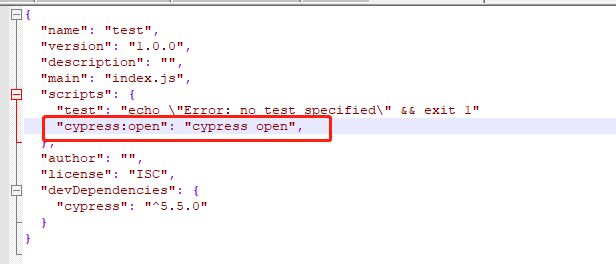 {
"name": "test",
"version": "1.0.0",
"description": "",
"main": "index.js",
"scripts": {
"test": "echo \"Error: no test specified\" && exit 1"
"cypress:open": "cypress open",
},
"author": "",
"license": "ISC",
"devDependencies": {
"cypress": "^5.5.0"
}
}